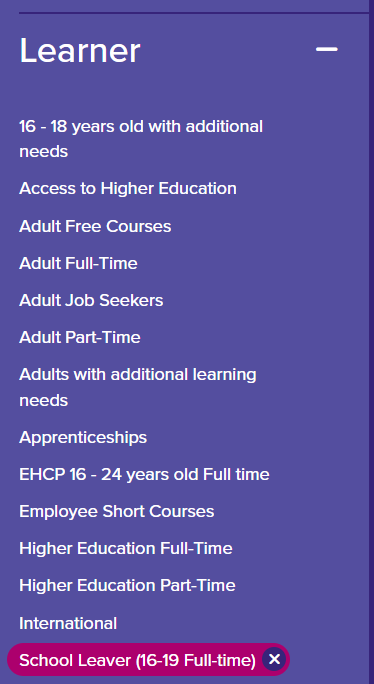 Learner
16 - 18 years old with additional
needs
Access to Higher Education
Adult Free Courses
Adult Full-Time
Adult Job Seekers
Adult Part-Time
Adults with additional learning
needs
Apprenticeships
EHCP 16 - 24 years old Full time
Employee Short Courses
Higher Education Full-Time
Higher Education Part-Time
International
School Leaver (16-19 Full-time)